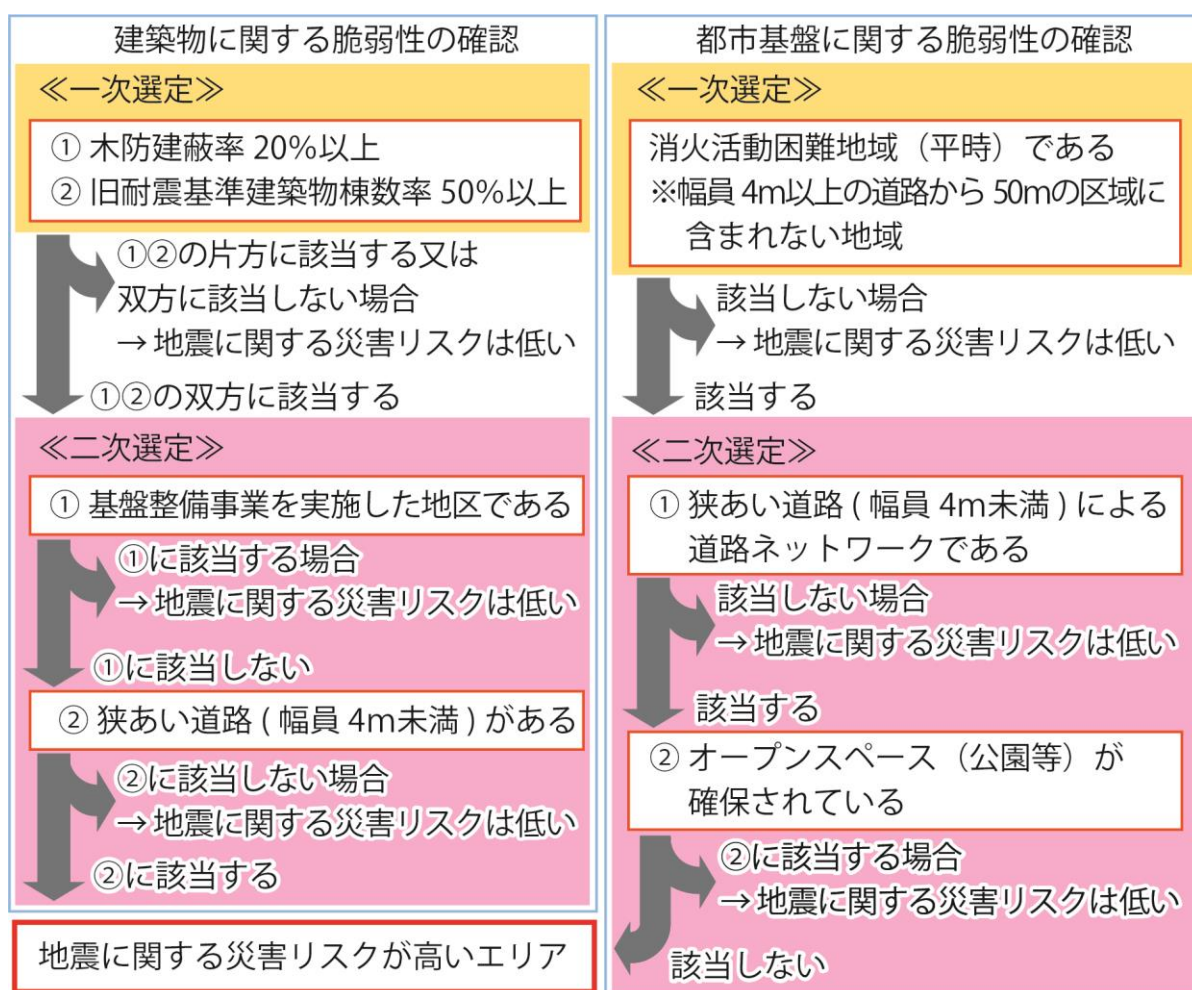 建築物に関する脆弱性の確認
≪一次選定≫
① 木防建蔽率 20%以上
② 旧耐震基準建築物棟数率 50%以上
①②の片方に該当する又は
双方に該当しない場合
→ 地震に関する災害リスクは低い
①②の双方に該当する
≪二次選定≫
① 基盤整備事業を実施した地区である
①に該当する場合
→ 地震に関する災害リスクは低い
①に該当しない
② 狭あい道路 ( 幅員 4m未満 ) がある
②に該当しない場合
→ 地震に関する災害リスクは低い
②に該当する
地震に関する災害リスクが高いエリア
都市基盤に関する脆弱性の確認
≪一次選定≫
消火活動困難地域（平時）である
※幅員 4m以上の道路から 50mの区域に
含まれない地域
該当しない場合
→ 地震に関する災害リスクは低い
該当する
≪二次選定≫
① 狭あい道路 ( 幅員 4m未満 ) による
道路ネットワークである
該当しない場合
→ 地震に関する災害リスクは低い
該当する
② オープンスペース（公園等）が
確保されている
②に該当する場合
→ 地震に関する災害リスクは低い
該当しない